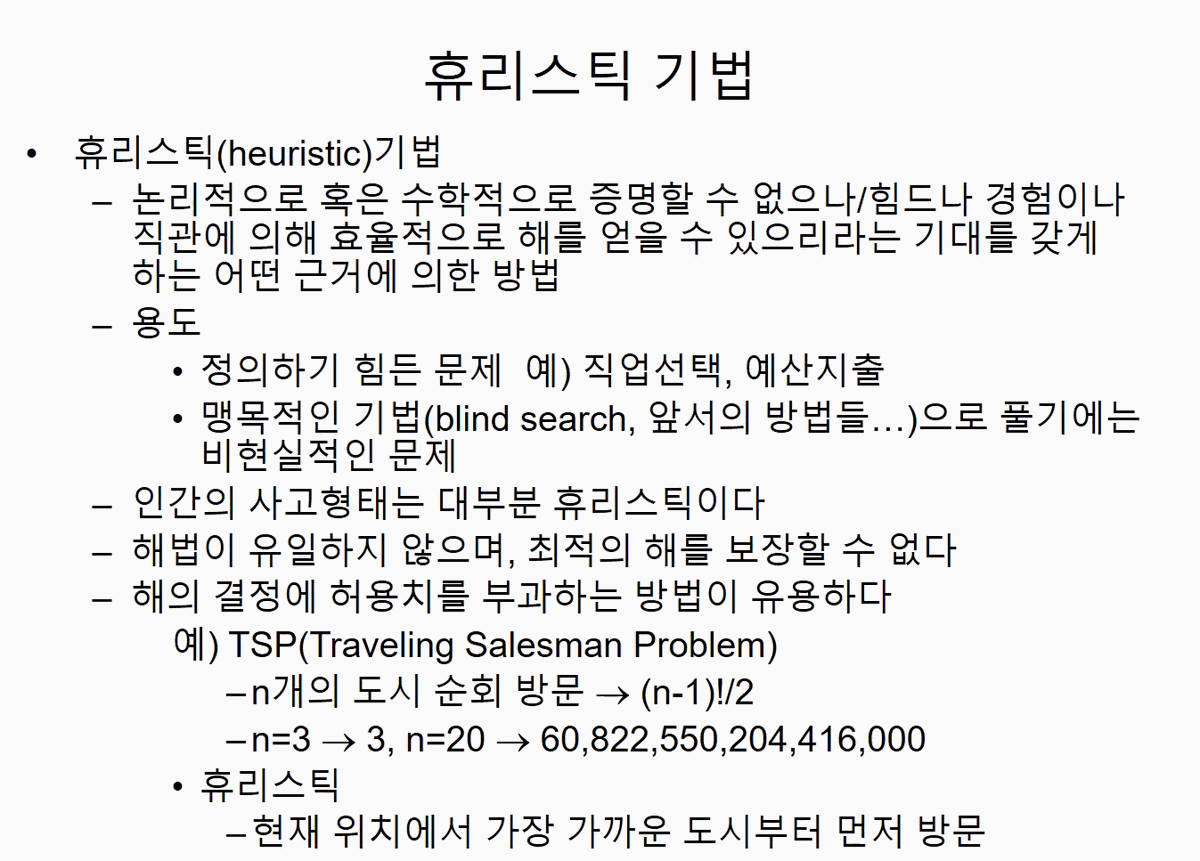 휴리스틱 기법
• 휴리스틱(heuristic)기법
– 논리적으로 혹은 수학적으로 증명할 수 없으나/힘드나 경험이나
직관에 의해 효율적으로 해를 얻을 수 있으리라는 기대를 갖게
하는 어떤 근거에 의한 방법
– 용도
• 정의하기 힘든 문제 예) 직업선택, 예산지출
• 맹목적인 기법(blind search, 앞서의 방법들…)으로 풀기에는
비현실적인 문제
– 인간의 사고형태는 대부분 휴리스틱이다
– 해법이 유일하지 않으며, 최적의 해를 보장할 수 없다
– 해의 결정에 허용치를 부과하는 방법이 유용하다
예) TSP(Traveling Salesman Problem)
– n개의 도시 순회 방문 → (n-1)!/2
– n=3 → 3, n=20 → 60,822,550,204,416,000
• 휴리스틱
– 현재 위치에서 가장 가까운 도시부터 먼저 방문